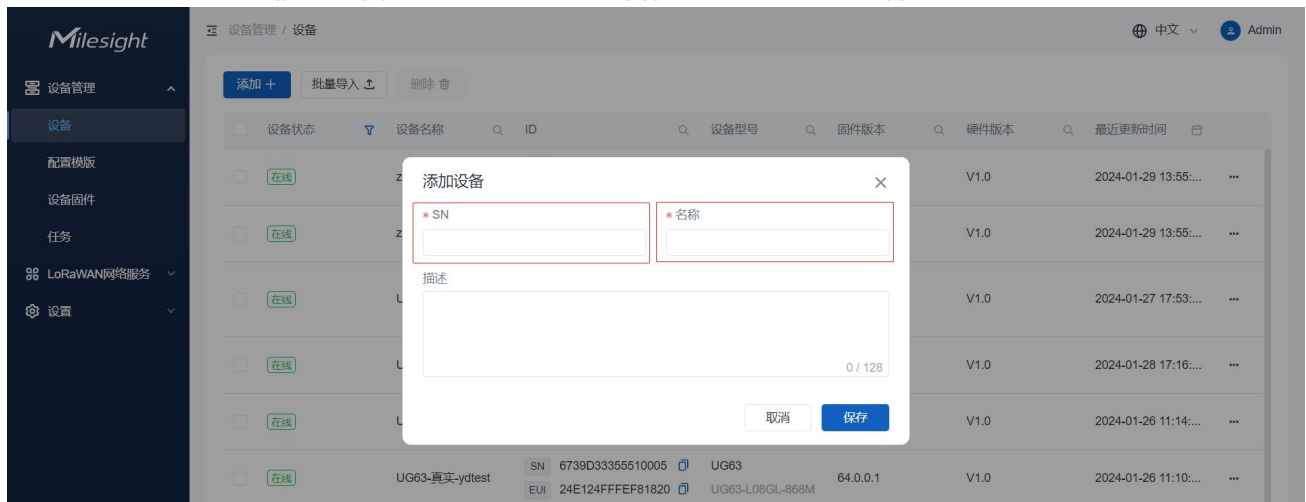 Milesight
设备管理 / 设备
中文
Admin
设备管理
设备
配置模版
设备固件
任务
LoRaWAN网络服务
设置
添加 +
批量导入
删除
设备状态
设备名称
ID
设备型号
固件版本
硬件版本
最近更新时间
在线
z
V1.0
2024-01-29 13:55:...
在线
z
V1.0
2024-01-29 13:55:...
在线
U
V1.0
2024-01-27 17:53:...
在线
U
V1.0
2024-01-28 17:16:...
在线
U
V1.0
2024-01-26 11:14:...
在线
UG63-真实-ydtest
SN 6739D33355510005
EUI 24E124FFFEF81820
UG63
UG63-L08GL-868M
64.0.0.1
V1.0
2024-01-26 11:10:...
添加设备
* SN
* 名称
描述
0 / 128
取消
保存